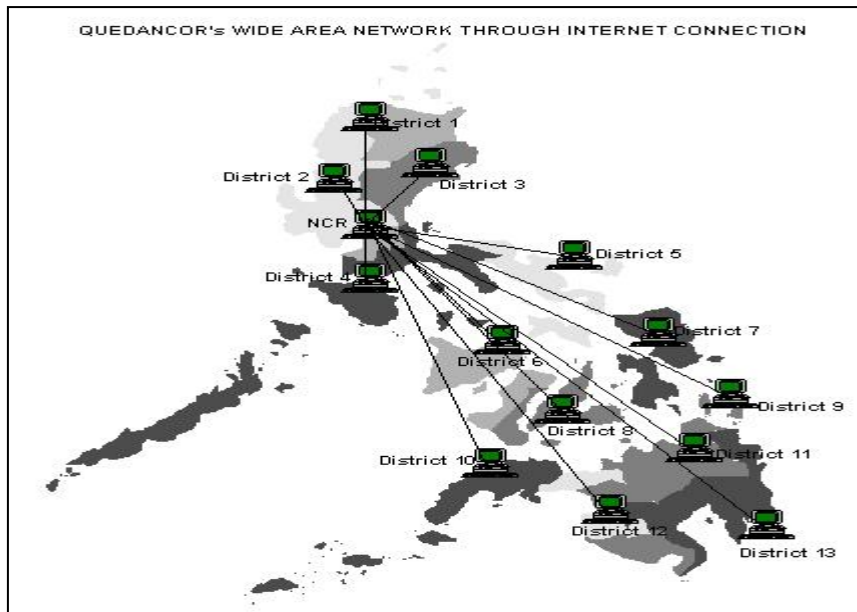 QUEDANCOR's WIDE AREA NETWORK THROUGH INTERNET CONNECTION
strict 1
District 2
District 3
NCR
District 4
District 5
District 6
District 7
District 8
District 9
District 10
District 11
District 12
District 13